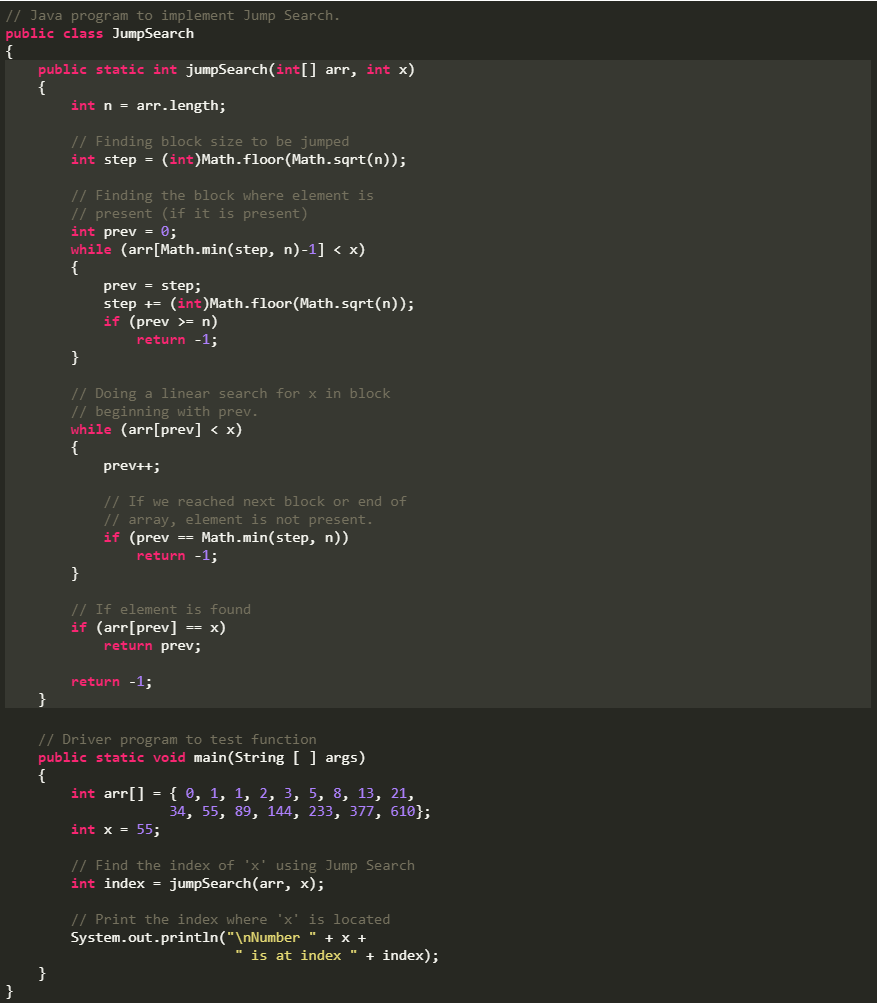 // Java program to implement Jump Search.
public class JumpSearch
{
    public static int jumpSearch(int[] arr, int x)
    {
        int n = arr.length;

        // Finding block size to be jumped
        int step = (int)Math.floor(Math.sqrt(n));

        // Finding the block where element is
        // present (if it is present)
        int prev = 0;
        while (arr[Math.min(step, n)-1] < x)
        {
            prev = step;
            step += (int)Math.floor(Math.sqrt(n));
            if (prev >= n)
                return -1;
        }

        // Doing a linear search for x in block
        // beginning with prev.
        while (arr[prev] < x)
        {
            prev++;

            // If we reached next block or end of
            // array, element is not present.
            if (prev == Math.min(step, n))
                return -1;
        }

        // If element is found
        if (arr[prev] == x)
            return prev;

        return -1;
    }

    // Driver program to test function
    public static void main(String [ ] args)
    {
        int arr[] = { 0, 1, 1, 2, 3, 5, 8, 13, 21,
                    34, 55, 89, 144, 233, 377, 610};
        int x = 55;

        // Find the index of 'x' using Jump Search
        int index = jumpSearch(arr, x);

        // Print the index where 'x' is located
        System.out.println("\nNumber " + x +
                            " is at index " + index);
    }
}